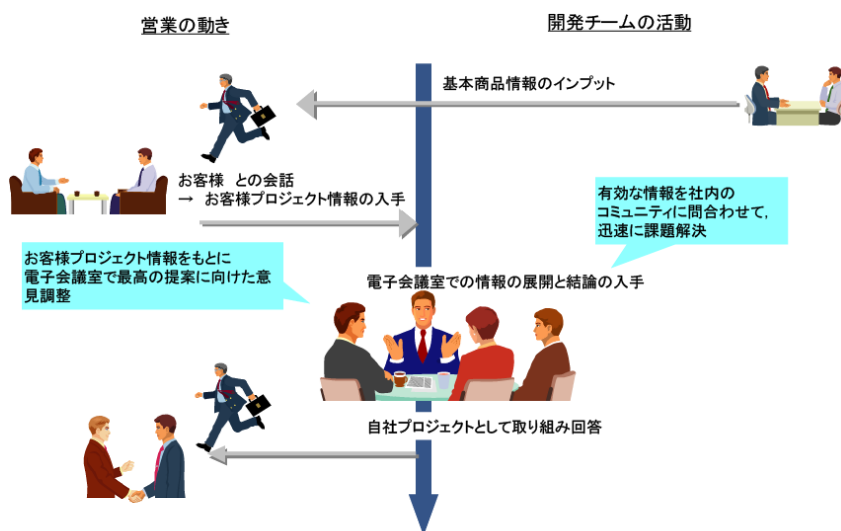 営業の動き
開発チームの活動
基本商品情報のインプット
お客様　との会話
→　お客様プロジェクト情報の入手
有効な情報を社内の
コミュニティに問合わせて,
迅速に課題解決
お客様プロジェクト情報をもとに
電子会議室で最高の提案に向けた意
見調整
電子会議室での情報の展開と結論の入手
自社プロジェクトとして取り組み回答